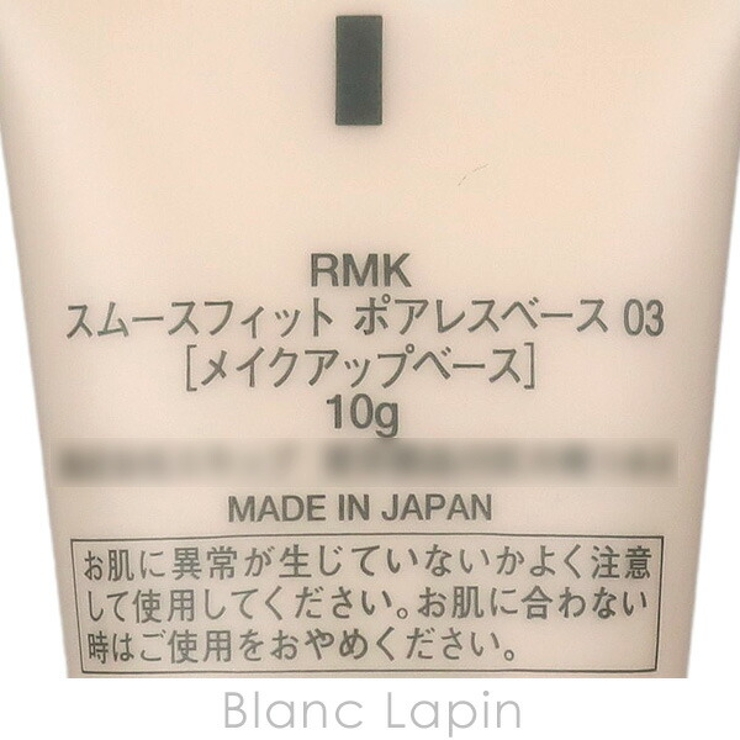 RMK
スムースフィット ポアレスベース 03
[メイクアップベース]
10g
MADE IN JAPAN
お肌に異常が生じていないかよく注意
して使用してください。お肌に合わない
時はご使用をおやめください。
Blanc Lapin